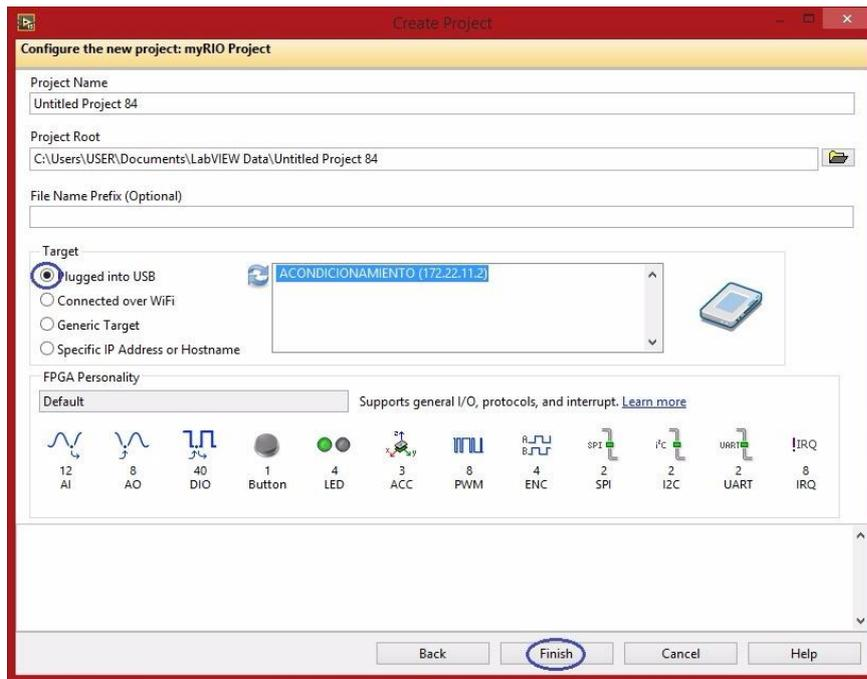 Create Project
Configure the new project: myRIO Project
Project Name
Untitled Project 84
Project Root
C:\Users\USER\Documents\LabVIEW Data\Untitled Project 84
File Name Prefix (Optional)
Target
Plugged into USB
Connected over WiFi
Generic Target
Specific IP Address or Hostname
ACONDICIONAMIENTO (172.22.11.2)
FPGA Personality
Default
Supports general I/O, protocols, and interrupt. Learn more
A B SPI I²C UART !IRQ
x y z
12 8 40 1 4 3 8 4 2 2 2 8
AI AO DIO Button LED ACC PWM ENC SPI I2C UART IRQ
Back Finish Cancel Help